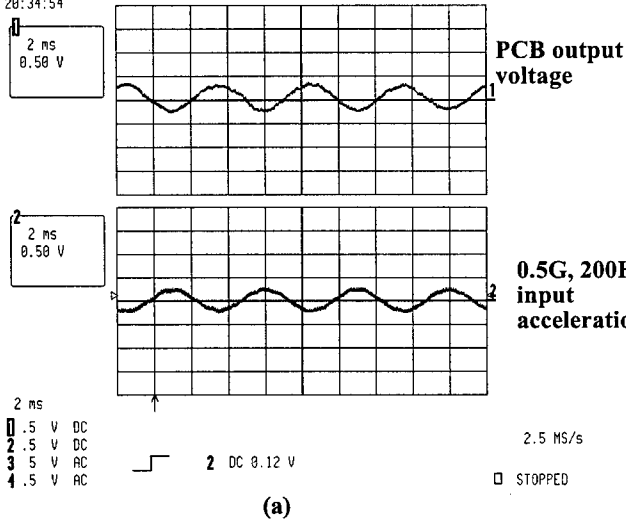 20:34:54
1
2 ms
0.50 V
PCB output
voltage
1
2
2 ms
0.50 V
0.5G, 200H
input
acceleratio
2
2 ms
1 .5 V DC
2 .5 V DC
3 5 V AC
4 .5 V AC
2 DC 0.12 V
2.5 MS/s
STOPPED
(a)